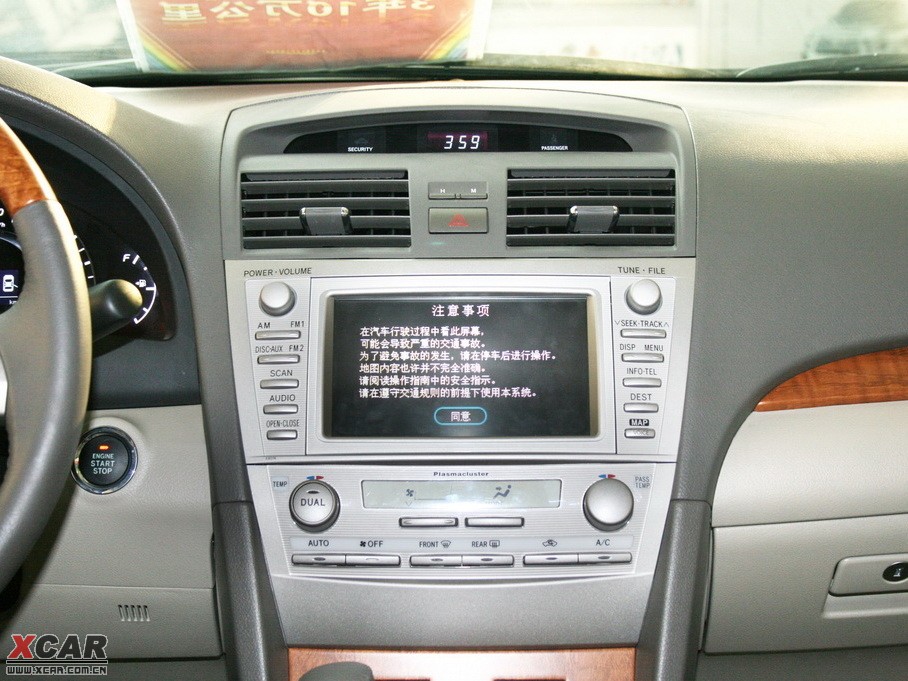 3年10万公里
SECURITY
359
PASSENGER
H M
POWER·VOLUME
TUNE·FILE
AM FM1
DISC·AUX FM2
SCAN
AUDIO
OPEN·CLOSE
注意事项
在汽车行驶过程中看此屏幕,
可能会导致严重的交通事故。
为了避免事故的发生,请在停车后进行操作。
地图内容也许并不完全准确。
请阅读操作指南中的安全指示。
请在遵守交通规则的前提下使用本系统。
同意
∨SEEK·TRACK∧
DISP MENU
INFO·TEL
DEST
MAP
F
ENGINE
START
STOP
Plasmacluster
TEMP
DUAL
PASS
TEMP
AUTO
OFF
FRONT
REAR
A/C
XCAR
WWW.XCAR.COM.CN